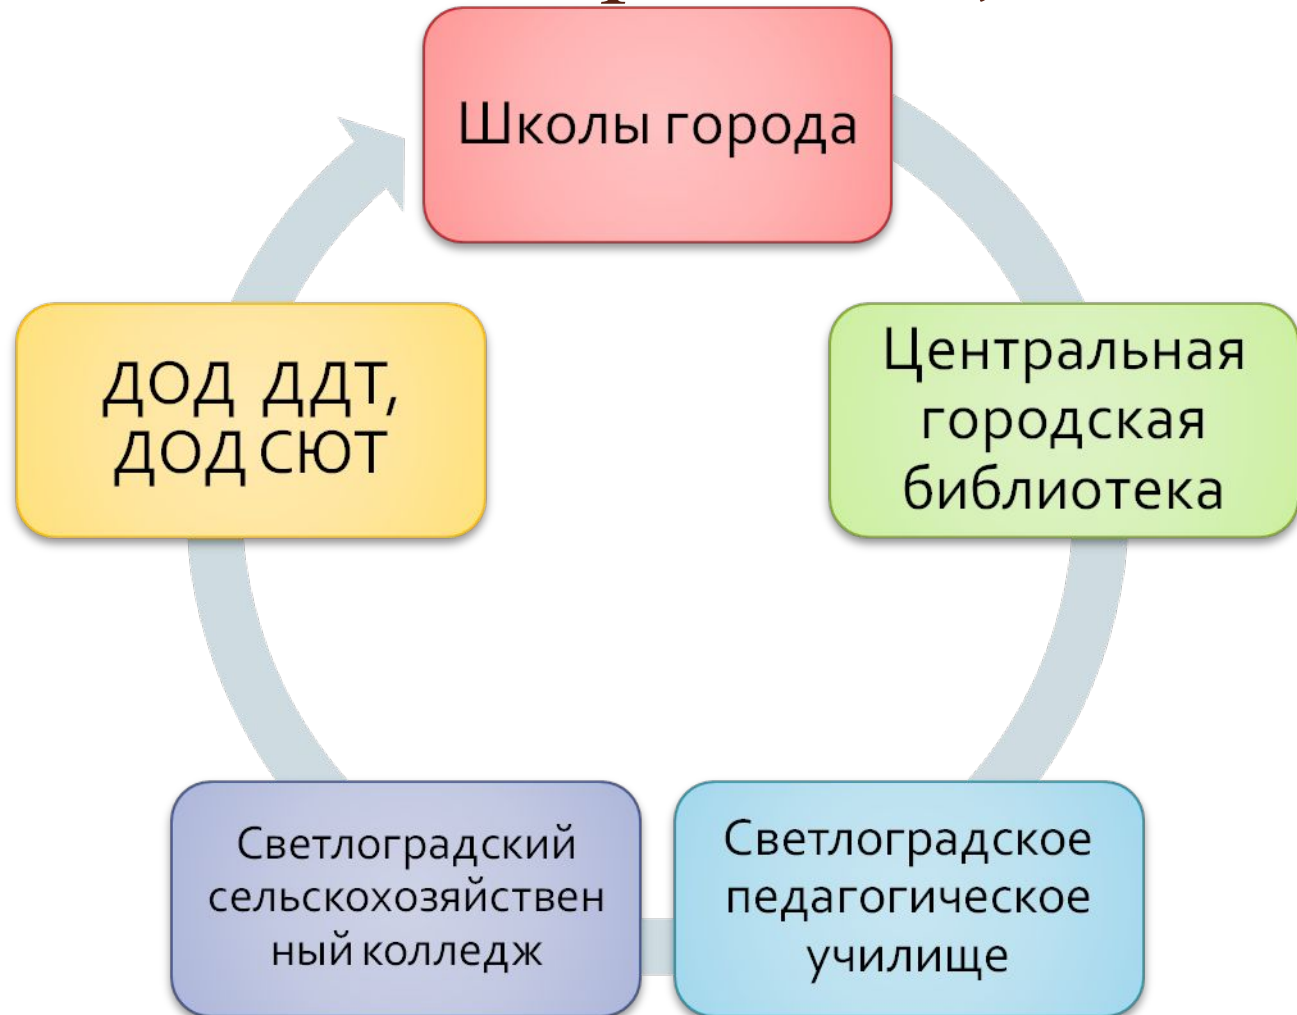 Школы города
Центральная
городская
библиотека
Светлоградское
педагогическое
училище
Светлоградский
сельскохозяйствен
ный колледж
ДОД ДДТ,
ДОД СЮТ